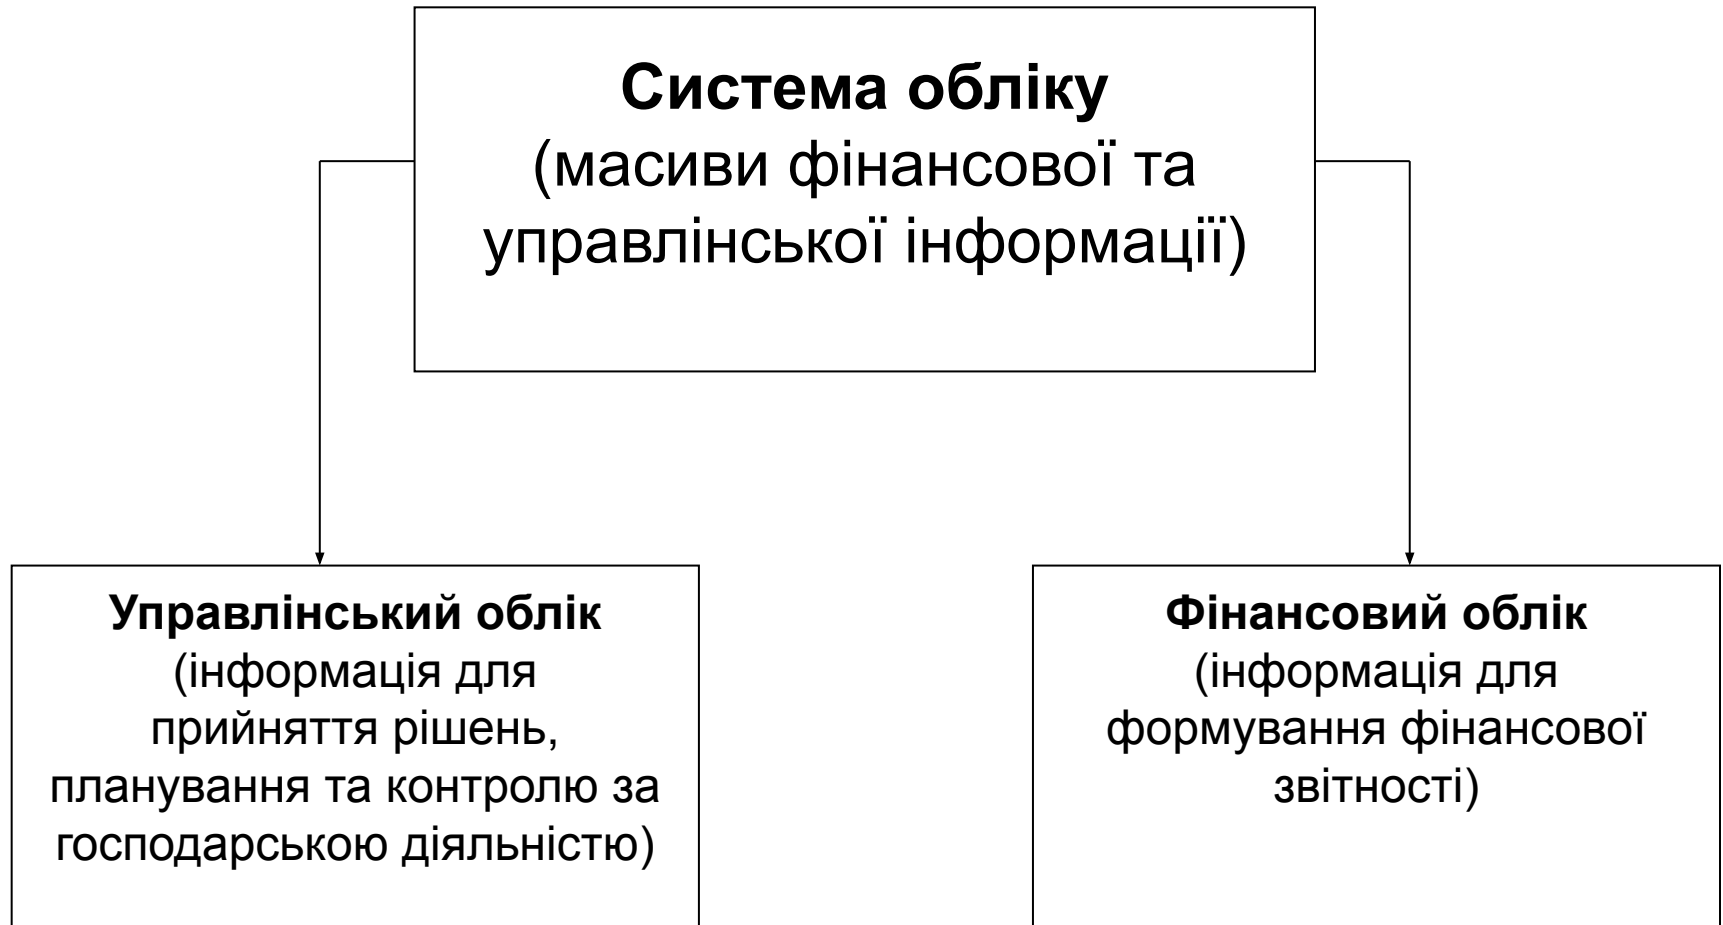 Система обліку
(масиви фінансової та
управлінської інформації)
Управлінський облік
(інформація для
прийняття рішень,
планування та контролю за
господарською діяльністю)
Фінансовий облік
(інформація для
формування фінансової
звітності)